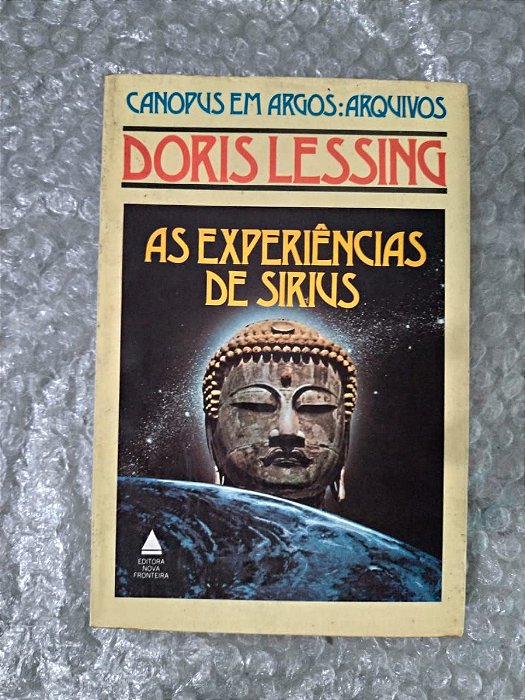 CANOPUS EM ARGOS: ARQUIVOS
DORIS LESSING
AS EXPERIÊNCIAS
DE SIRIUS
EDITORA
NOVA
FRONTEIRA